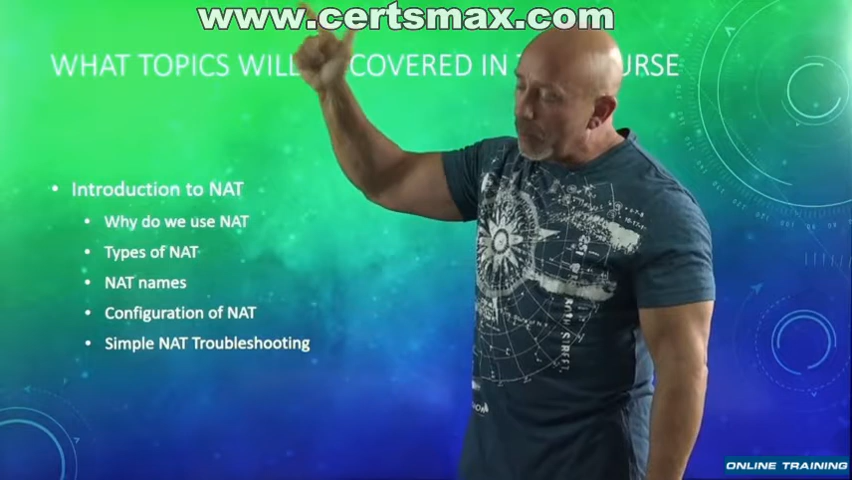 www.certsmax.com
WHAT TOPICS WILL COVERED IN URSE
• Introduction to NAT
• Why do we use NAT
• Types of NAT
• NAT names
• Configuration of NAT
• Simple NAT Troubleshooting
ONLINE TRAINING